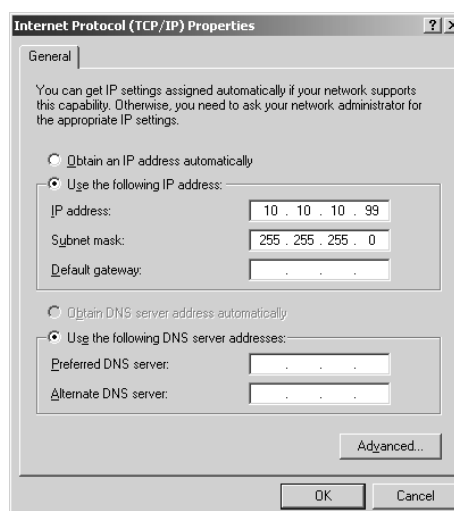 Internet Protocol (TCP/IP) Properties ? X
General
You can get IP settings assigned automatically if your network supports
this capability. Otherwise, you need to ask your network administrator for
the appropriate IP settings.
Obtain an IP address automatically
Use the following IP address:
IP address: 10 . 10 . 10 . 99
Subnet mask: 255 . 255 . 255 . 0
Default gateway: . . .
Obtain DNS server address automatically
Use the following DNS server addresses:
Preferred DNS server: . . .
Alternate DNS server: . . .
Advanced...
OK Cancel